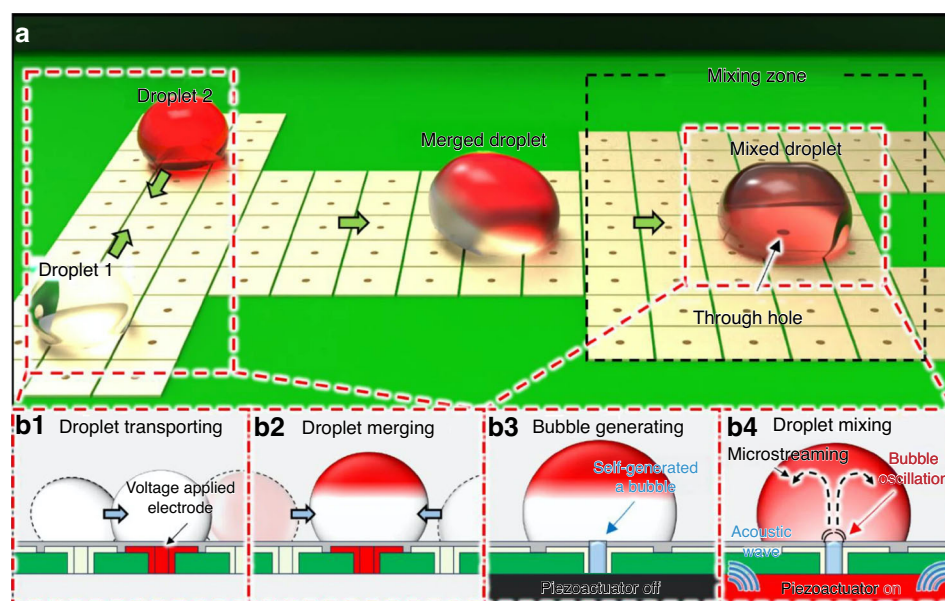 a
Droplet 2
Mixing zone
Merged droplet
Mixed droplet
Droplet 1
Through hole
b1 Droplet transporting
Voltage applied
electrode
b2 Droplet merging
b3 Bubble generating
Self-generated
a bubble
Piezoactuator off
b4 Droplet mixing
Microstreaming
Bubble
oscillation
Acoustic
wave
Piezoactuator on